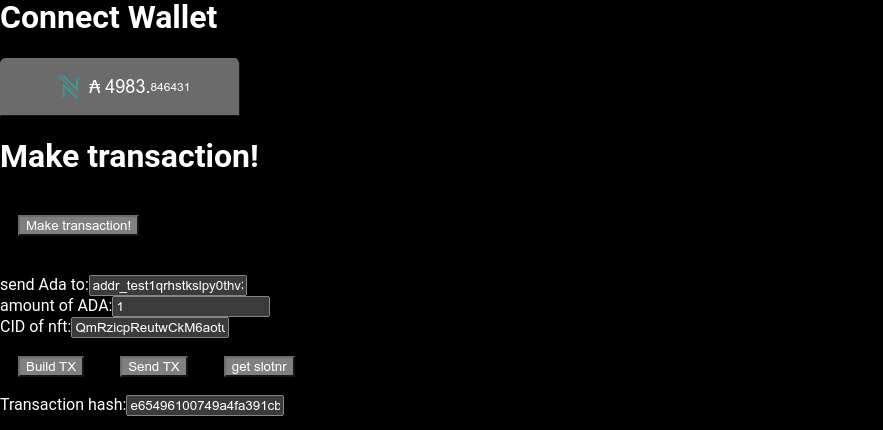 Connect Wallet
₳ 4983.846431
Make transaction!
Make transaction!
send Ada to: addr_test1qrhstkslpy0thv
amount of ADA: 1
CID of nft: QmRzicpReutwCkM6aotu
Build TX Send TX get slotnr
Transaction hash: e65496100749a4fa391cb